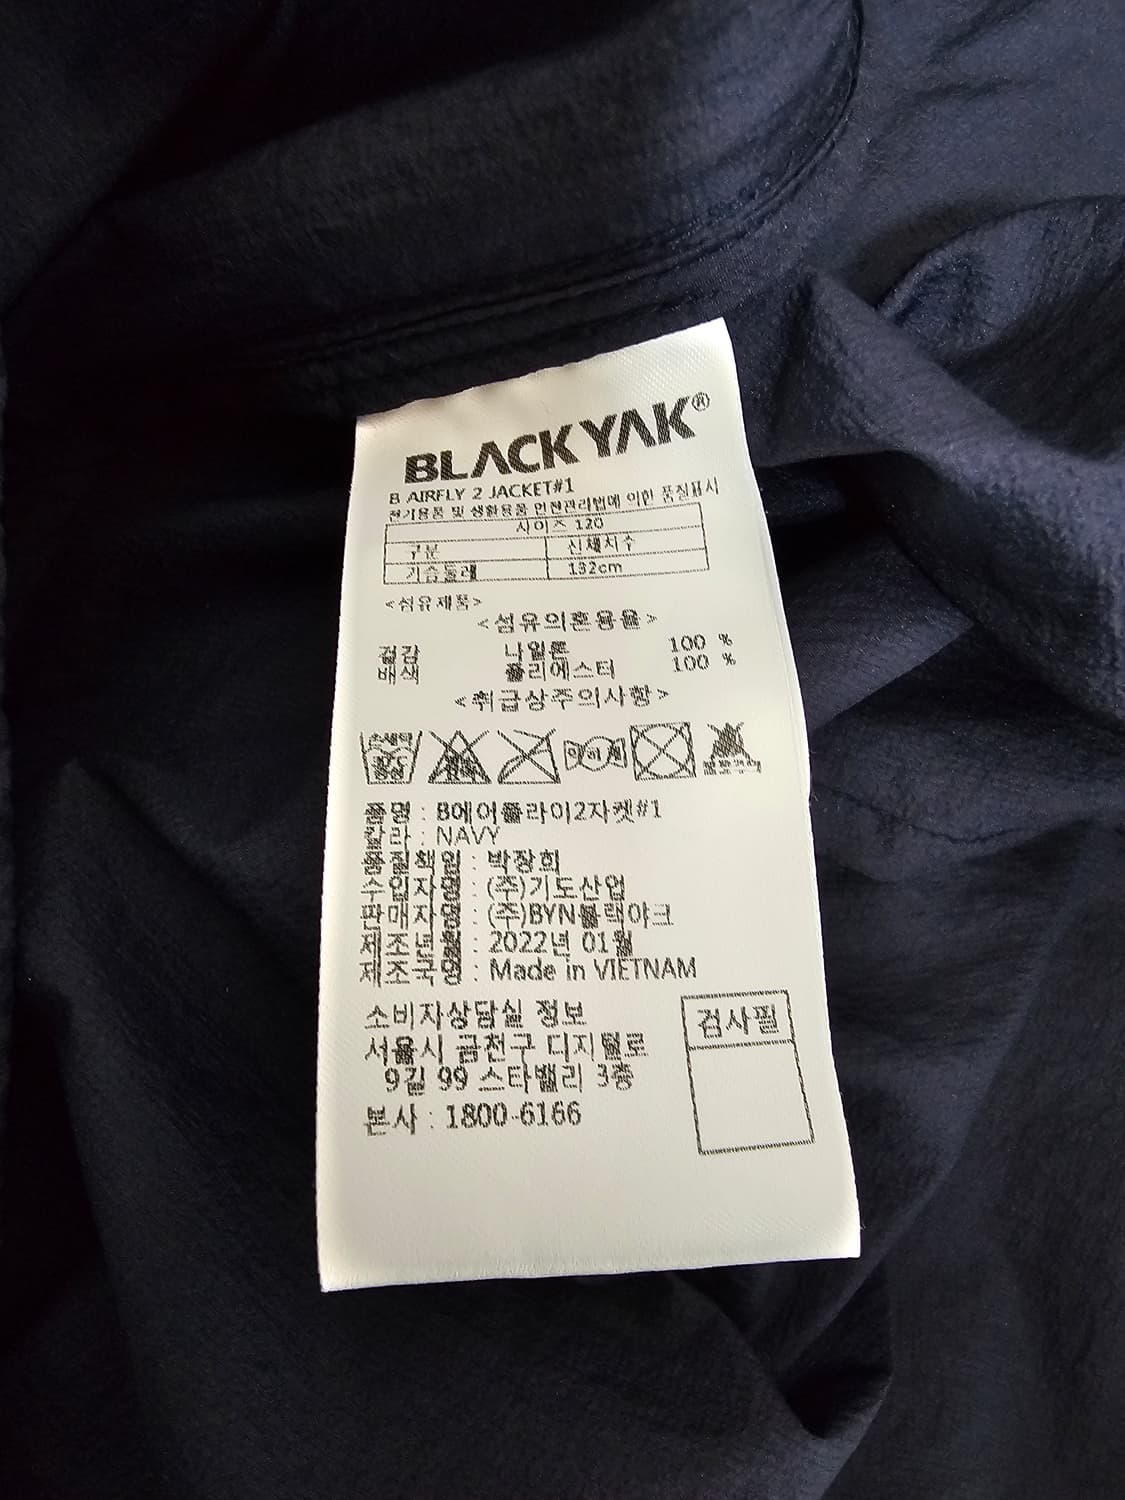 BLACKYAK®
B AIRFLY 2 JACKET#1
전기용품 및 생활용품 안전관리법에 의한 품질표시
사이즈 120
구분 신체치수
가슴둘레 132cm
<섬유제품>
<섬유의혼용율>
겉감 나일론 100 %
배색 폴리에스터 100 %
<취급상주의사항>
손세탁
품명 : B에어플라이2자켓#1
칼라 : NAVY
품질책임 : 박장희
수입자명 : (주)기도산업
판매자명 : (주)BYN블랙야크
제조년월 : 2022년 01월
제조국명 : Made in VIETNAM
소비자상담실 정보
서울시 금천구 디지털로
9길 99 스타밸리 3층
본사 : 1800-6166
검사필